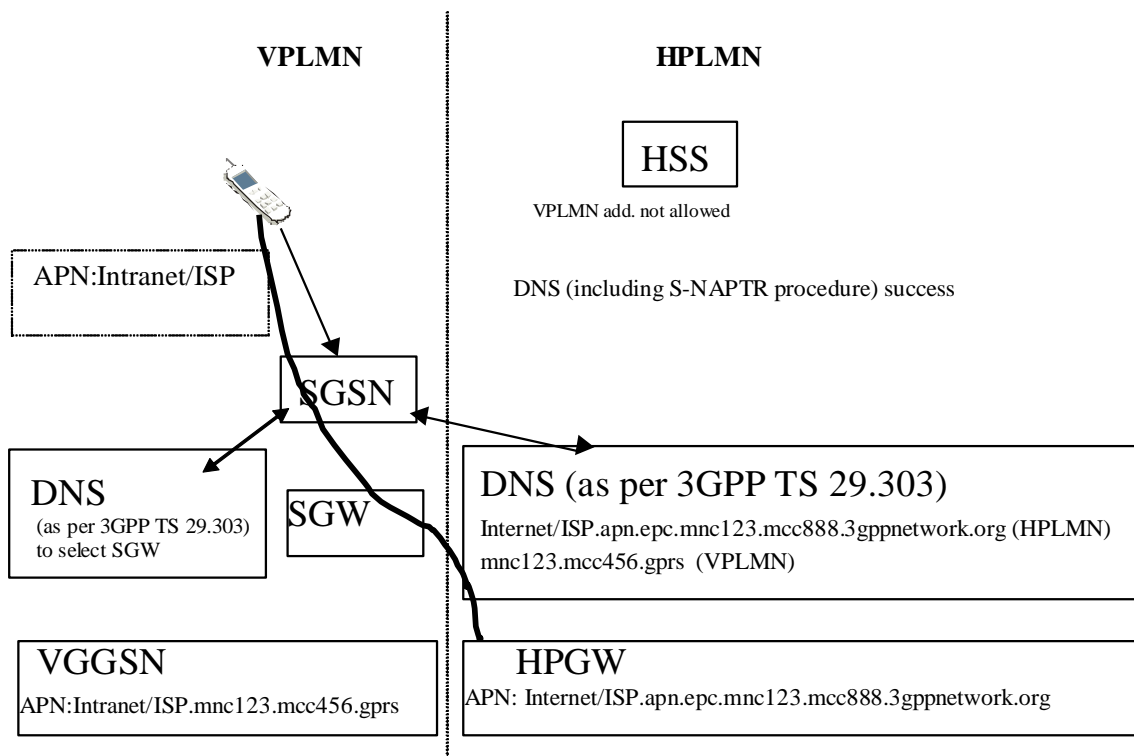 VPLMN
HPLMN
HSS
VPLMN add. not allowed
APN:Intranet/ISP
DNS (including S-NAPTR procedure) success
SGSN
DNS
(as per 3GPP TS 29.303)
to select SGW
SGW
DNS (as per 3GPP TS 29.303)
Internet/ISP.apn.epc.mnc123.mcc888.3gppnetwork.org (HPLMN)
mnc123.mcc456.gprs (VPLMN)
VGGSN
APN:Intranet/ISP.mnc123.mcc456.gprs
HPGW
APN: Internet/ISP.apn.epc.mnc123.mcc888.3gppnetwork.org